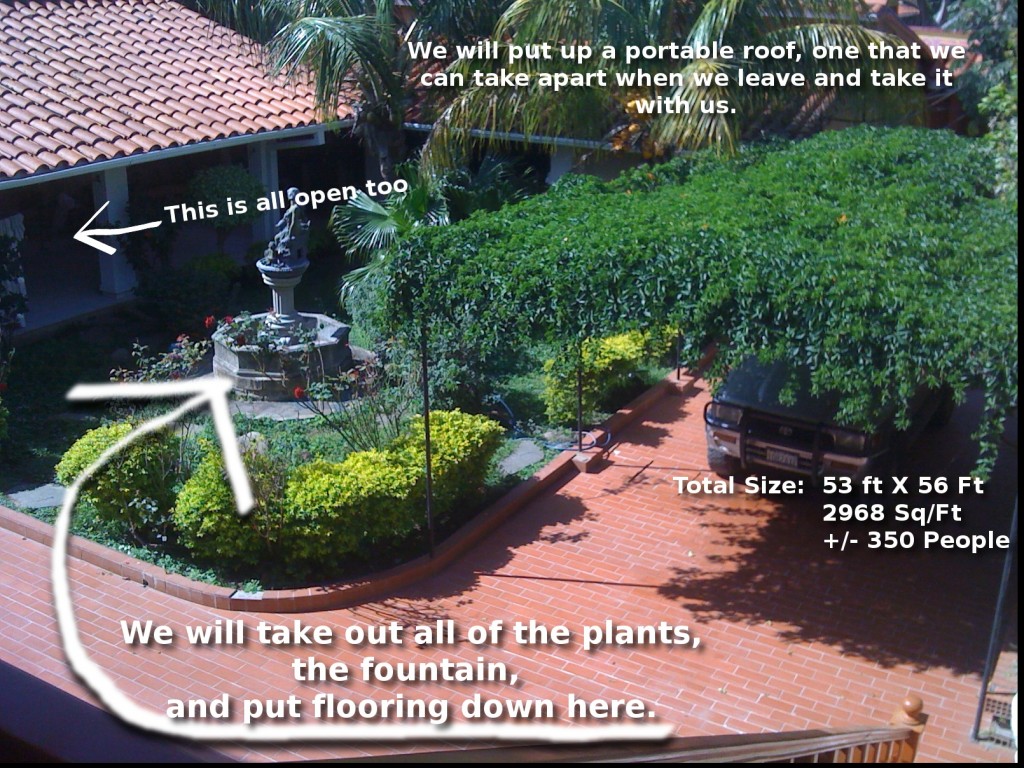 We will put up a portable roof, one that we
can take apart when we leave and take it
with us.
This is all open too
Total Size: 53 ft X 56 Ft
2968 Sq/Ft
+/- 350 People
We will take out all of the plants,
the fountain,
and put flooring down here.